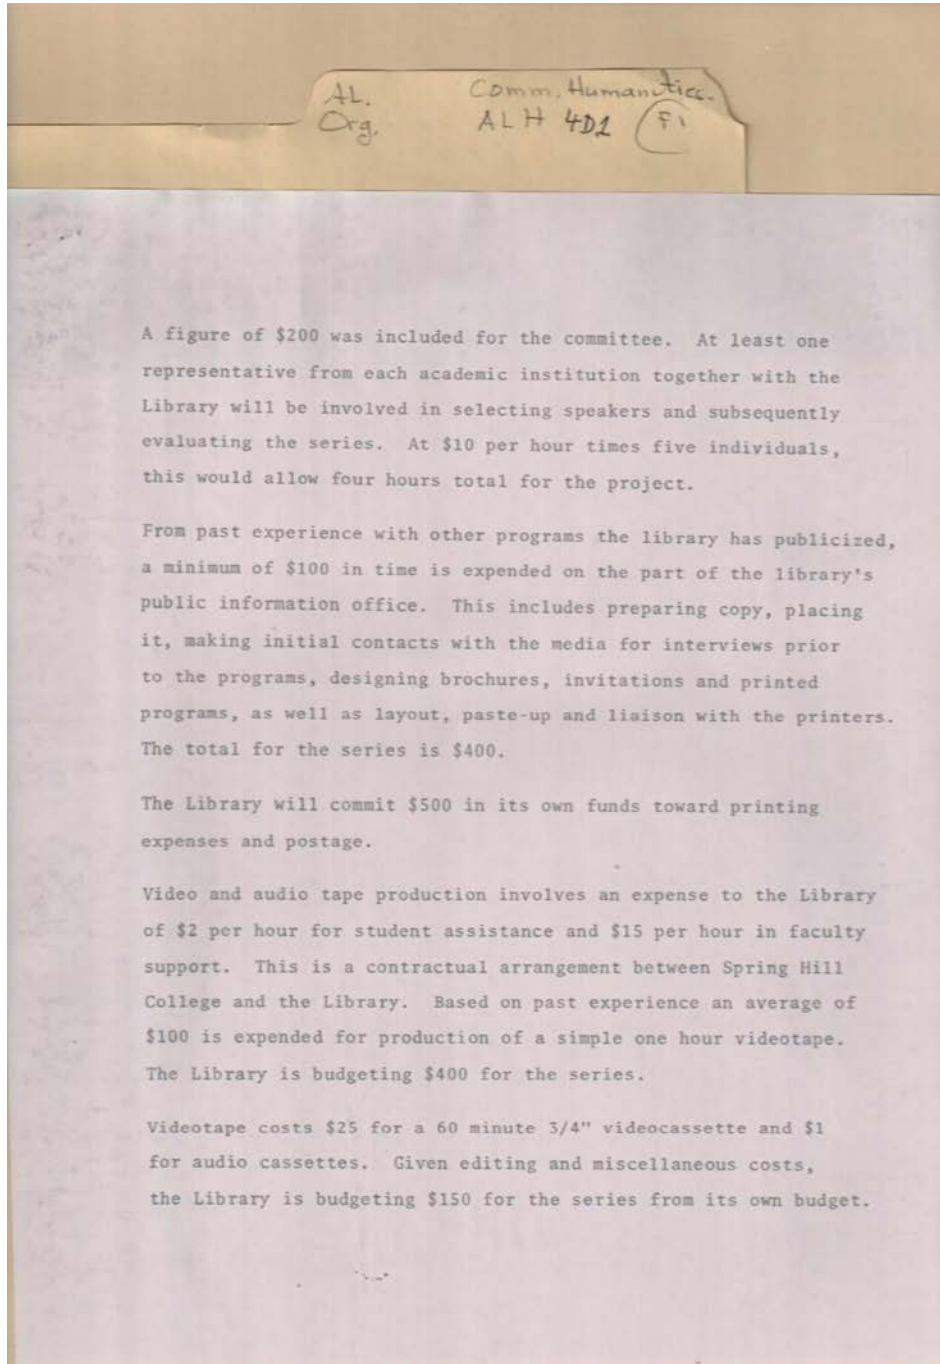 AL.
Org.
Comm. Humanities.
ALH 4D1 F1
A figure of $200 was included for the committee. At least one
representative from each academic institution together with the
Library will be involved in selecting speakers and subsequently
evaluating the series. At $10 per hour times five individuals,
this would allow four hours total for the project.
From past experience with other programs the library has publicized,
a minimum of $100 in time is expended on the part of the library's
public information office. This includes preparing copy, placing
it, making initial contacts with the media for interviews prior
to the programs, designing brochures, invitations and printed
programs, as well as layout, paste-up and liaison with the printers.
The total for the series is $400.
The Library will commit $500 in its own funds toward printing
expenses and postage.
Video and audio tape production involves an expense to the Library
of $2 per hour for student assistance and $15 per hour in faculty
support. This is a contractual arrangement between Spring Hill
College and the Library. Based on past experience an average of
$100 is expended for production of a simple one hour videotape.
The Library is budgeting $400 for the series.
Videotape costs $25 for a 60 minute 3/4" videocassette and $1
for audio cassettes. Given editing and miscellaneous costs,
the Library is budgeting $150 for the series from its own budget.